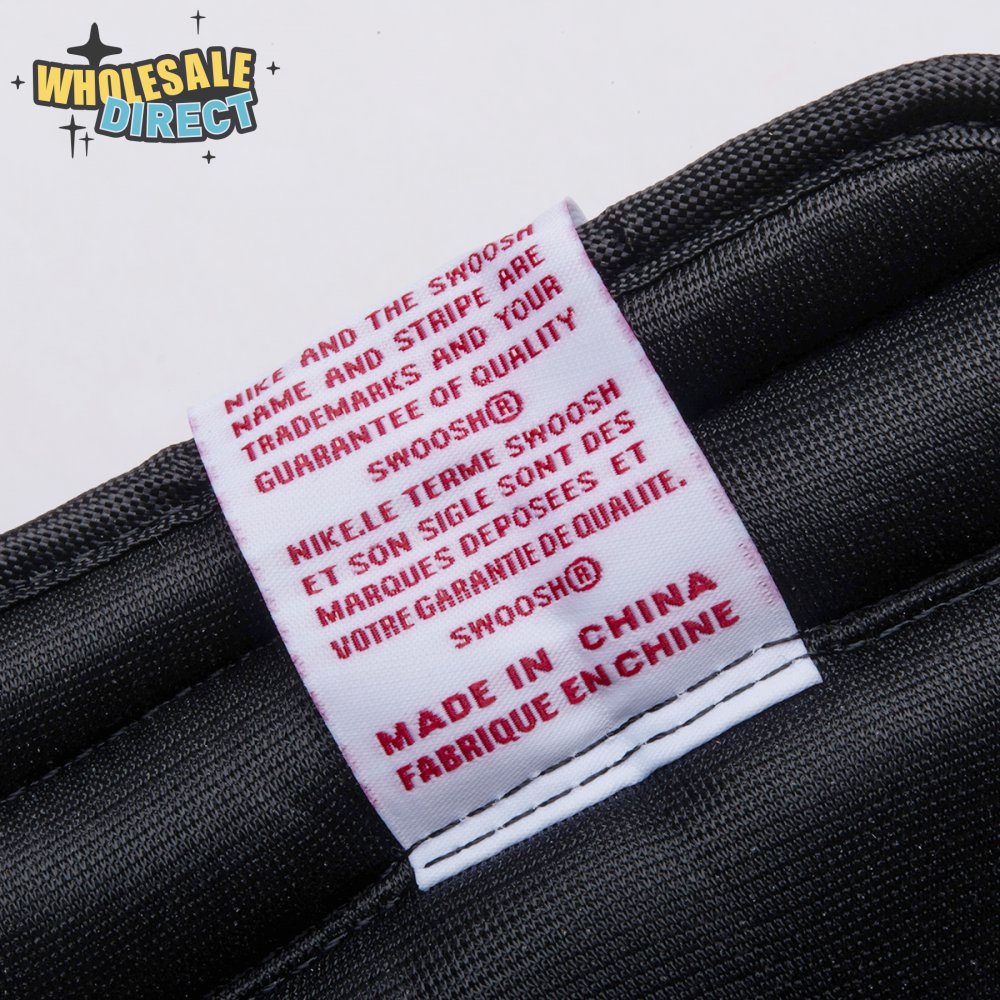 WHOLESALE
DIRECT
NIKE AND THE SWOOSH
NAME AND STRIPE ARE
TRADEMARKS AND YOUR
GUARANTEE OF QUALITY
SWOOSH®
NIKE.LE TERME SWOOSH
ET SON SIGLE SONT DES
MARQUES DEPOSEES ET
VOTRE GARANTIE DE QUALITE.
SWOOSH®
MADE IN CHINA
FABRIQUE EN CHINE